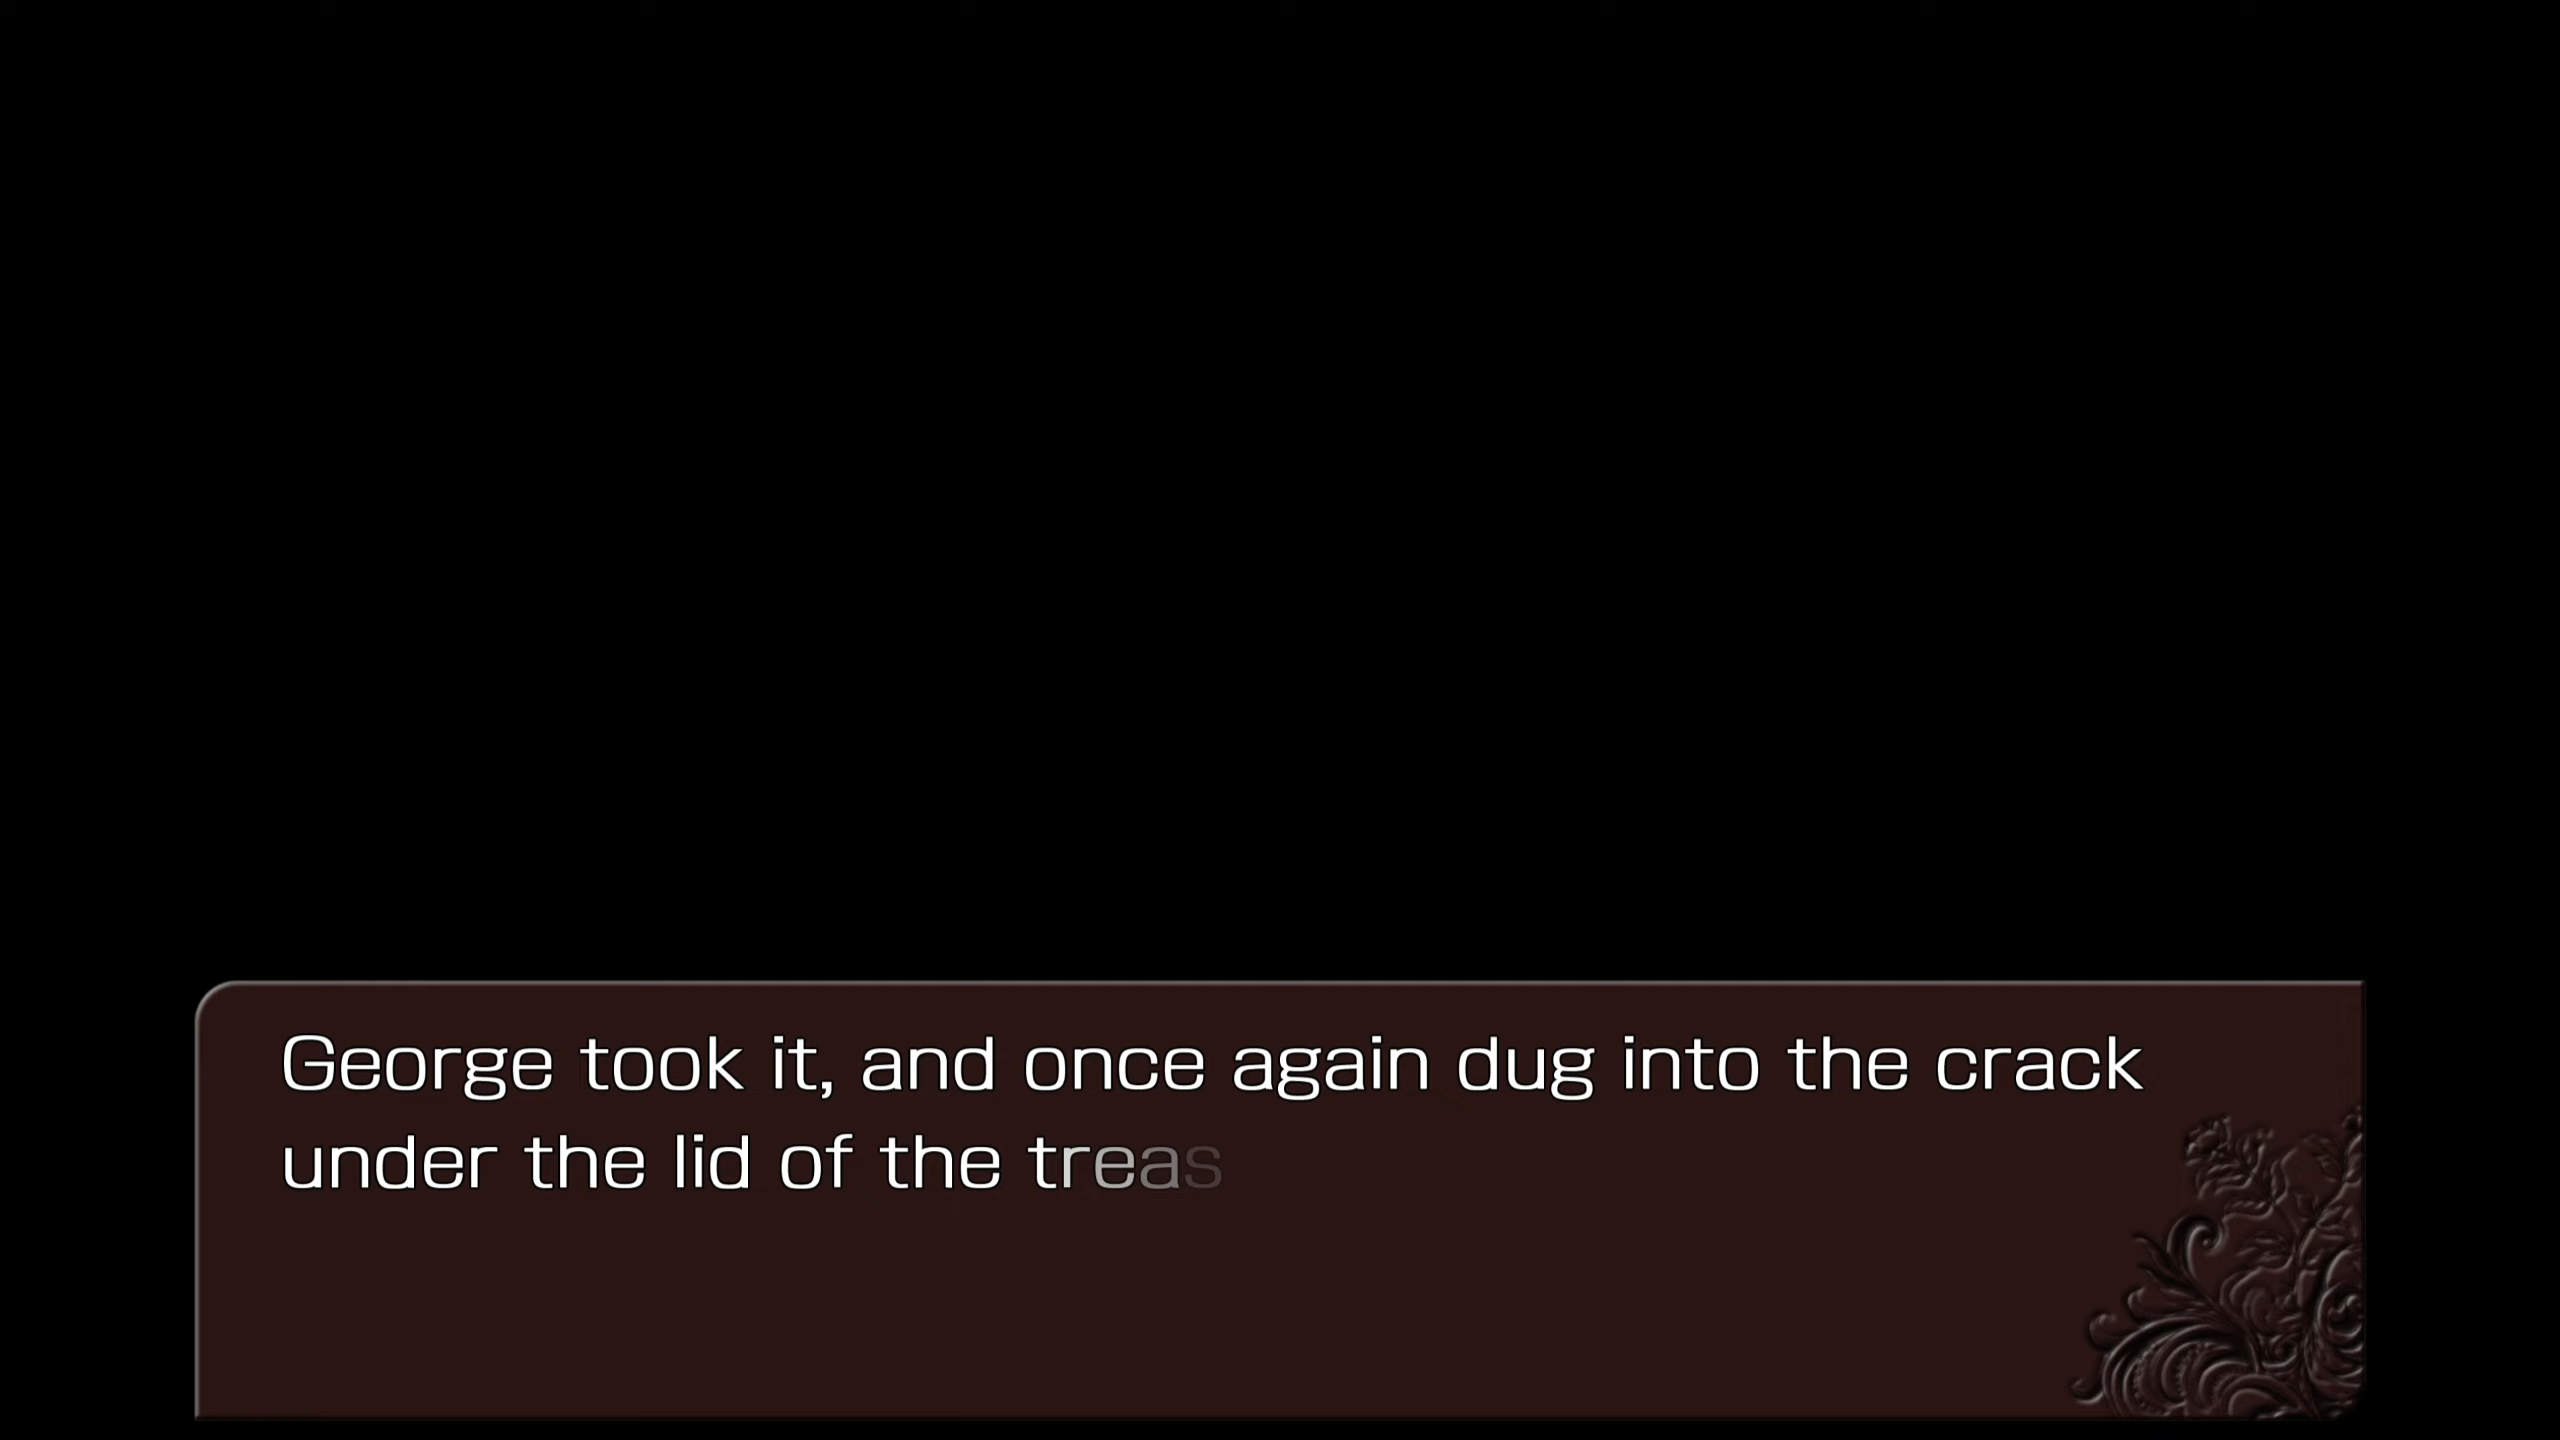 George took it, and once again dug into the crack
under the lid of the treas